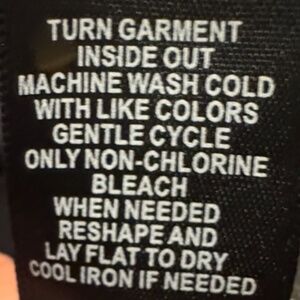 TURN GARMENT
INSIDE OUT
MACHINE WASH COLD
WITH LIKE COLORS
GENTLE CYCLE
ONLY NON-CHLORINE
BLEACH
WHEN NEEDED
RESHAPE AND
LAY FLAT TO DRY
COOL IRON IF NEEDED